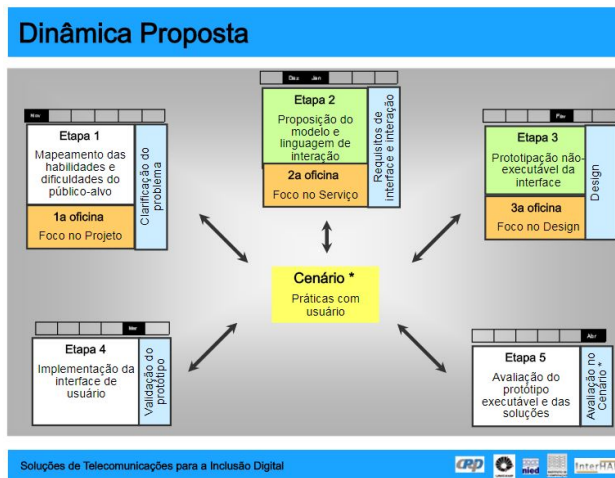 Dinâmica Proposta
Nov
Etapa 1
Mapeamento das
habilidades e
dificuldades do
público-alvo
1a oficina
Foco no Projeto
Clarificação do
problema
Dez Jan
Etapa 2
Proposição do
modelo e
linguagem de
interação
2a oficina
Foco no Serviço
Requisitos de
interface e interação
Fev
Etapa 3
Prototipação não-
executável da
interface
3a oficina
Foco no Design
Design
Cenário *
Práticas com
usuário
Mar
Etapa 4
Implementação da
interface de
usuário
Validação do
protótipo
Abr
Etapa 5
Avaliação do
protótipo
executável e das
soluções
Avaliação no
Cenário *
Soluções de Telecomunicações para a Inclusão Digital
nied
InterHA